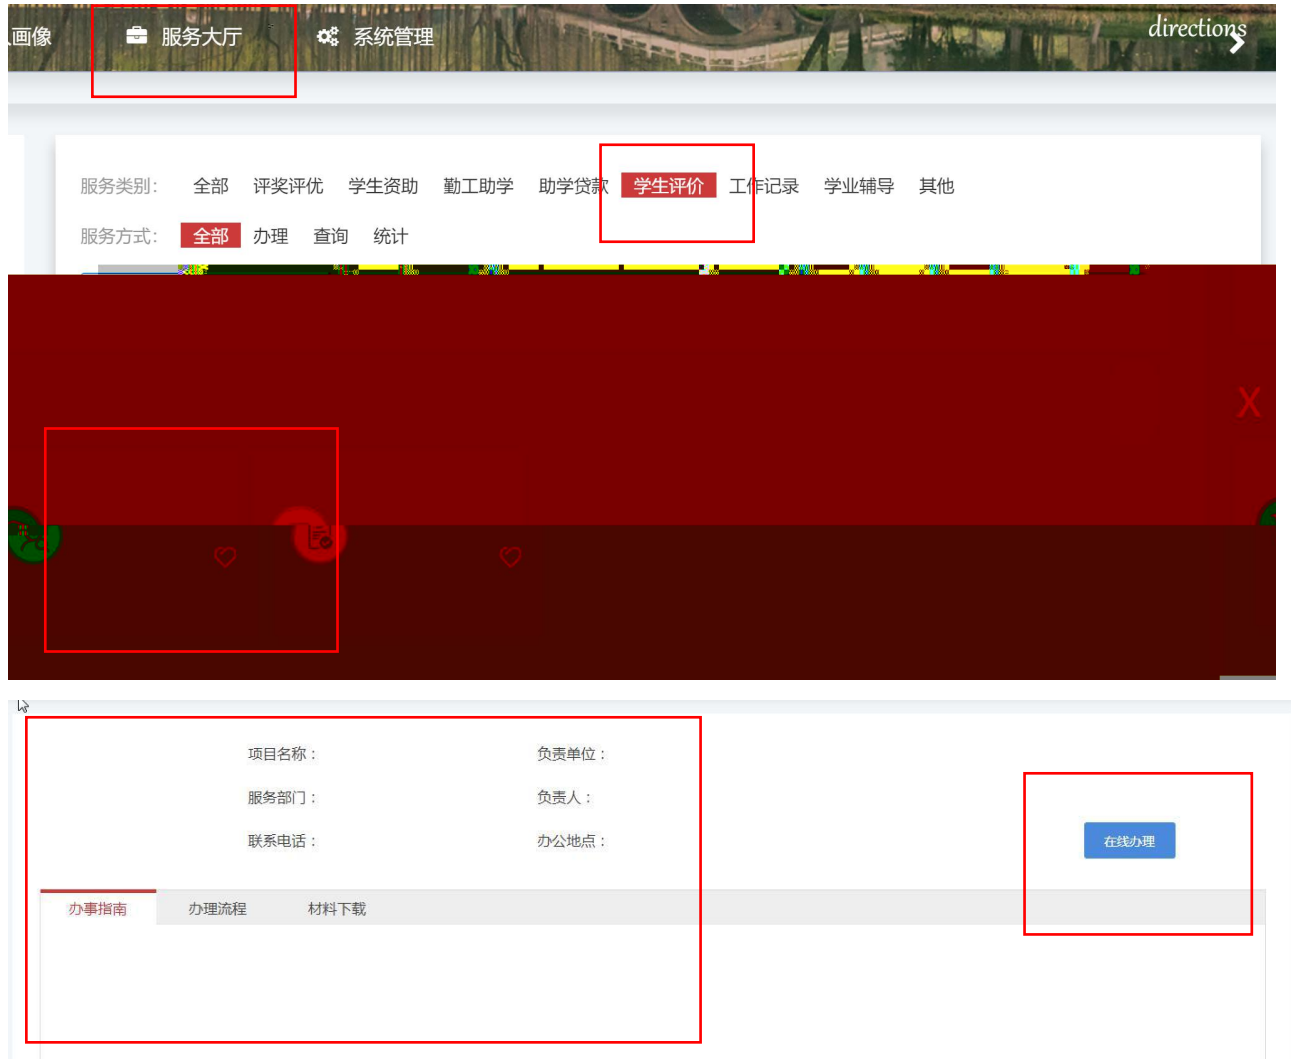 画像 服务大厅 系统管理 directions
服务类别: 全部 评奖评优 学生资助 勤工助学 助学贷款 学生评价 工作记录 学业辅导 其他
服务方式: 全部 办理 查询 统计
X
项目名称： 负责单位：
服务部门： 负责人：
联系电话： 办公地点：
在线办理
办事指南 办理流程 材料下载